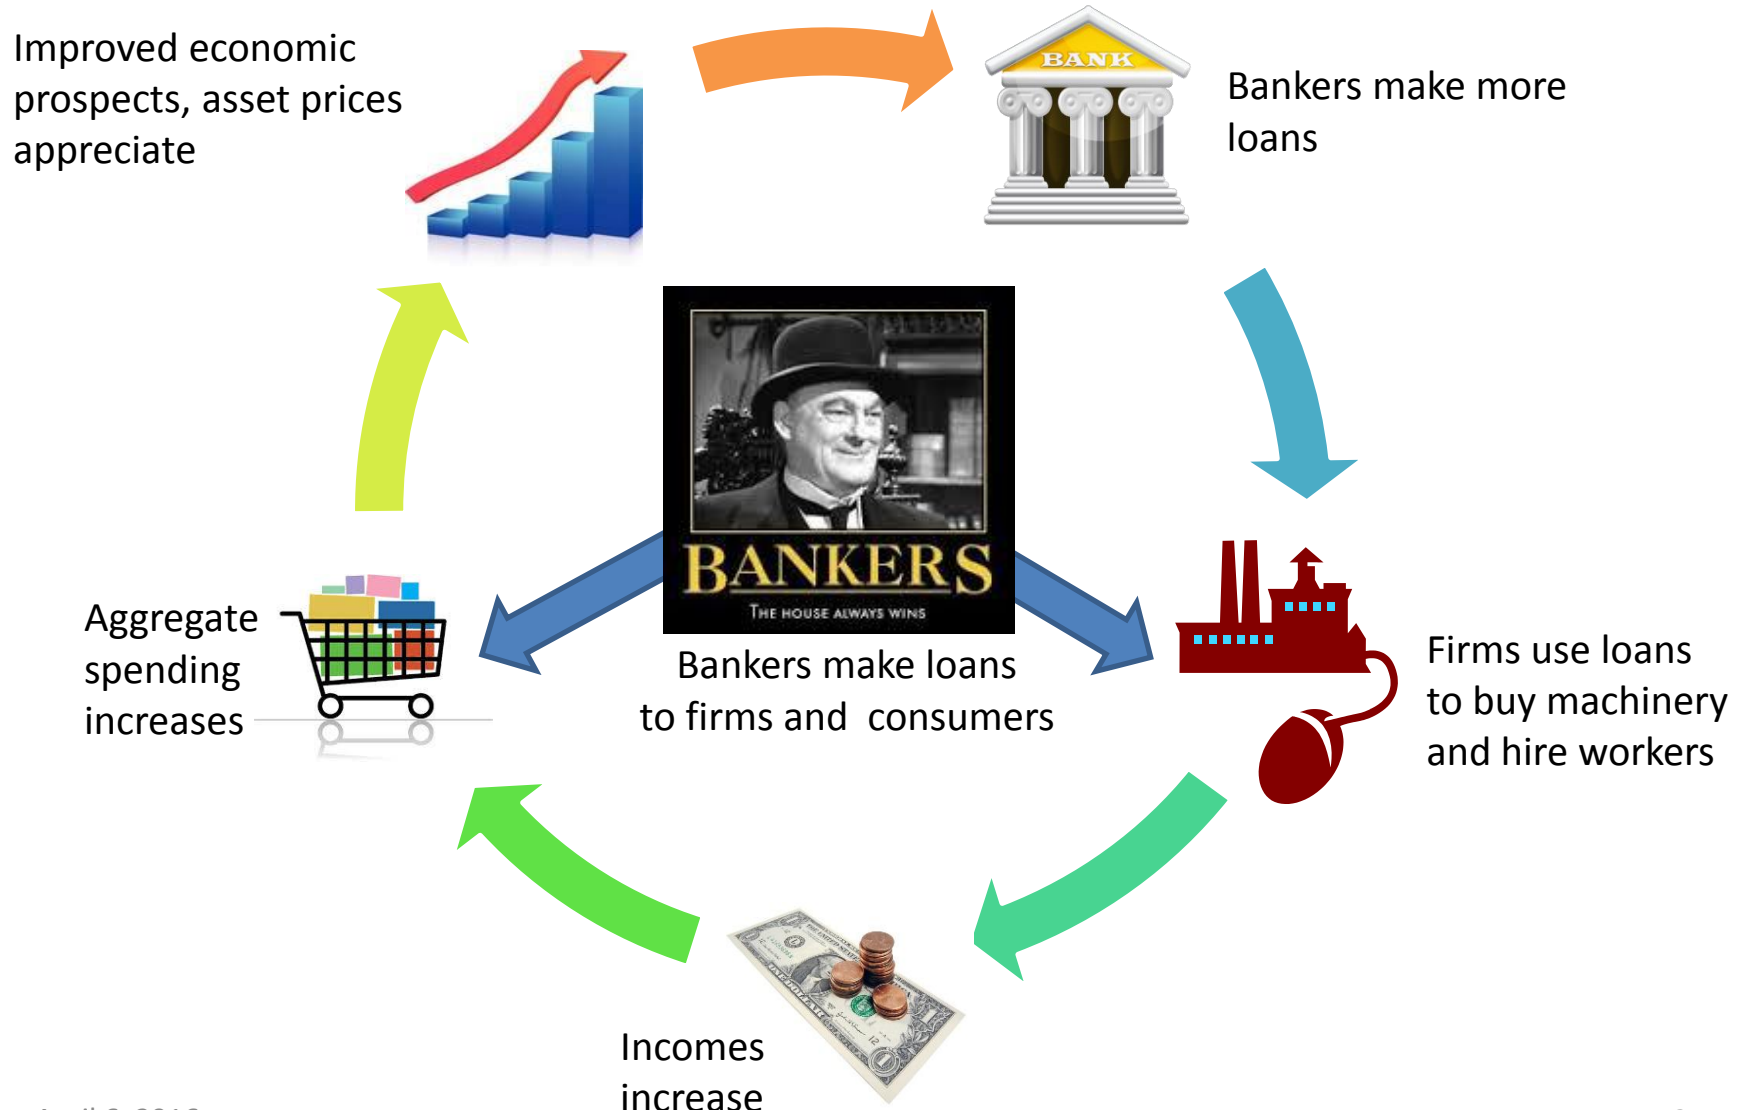 Improved economic
prospects, asset prices
appreciate
BANK
Bankers make more
loans
BANKERS
THE HOUSE ALWAYS WINS
Bankers make loans
to firms and consumers
Aggregate
spending
increases
Firms use loans
to buy machinery
and hire workers
Incomes
increase